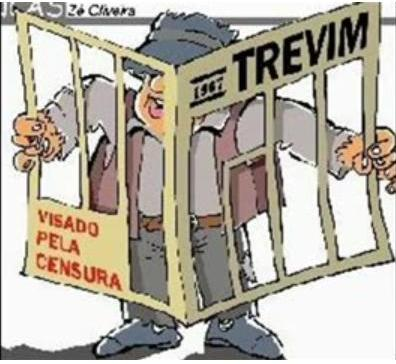 Zé Oliveira
1967 TREVIM
VISADO
PELA
CENSURA